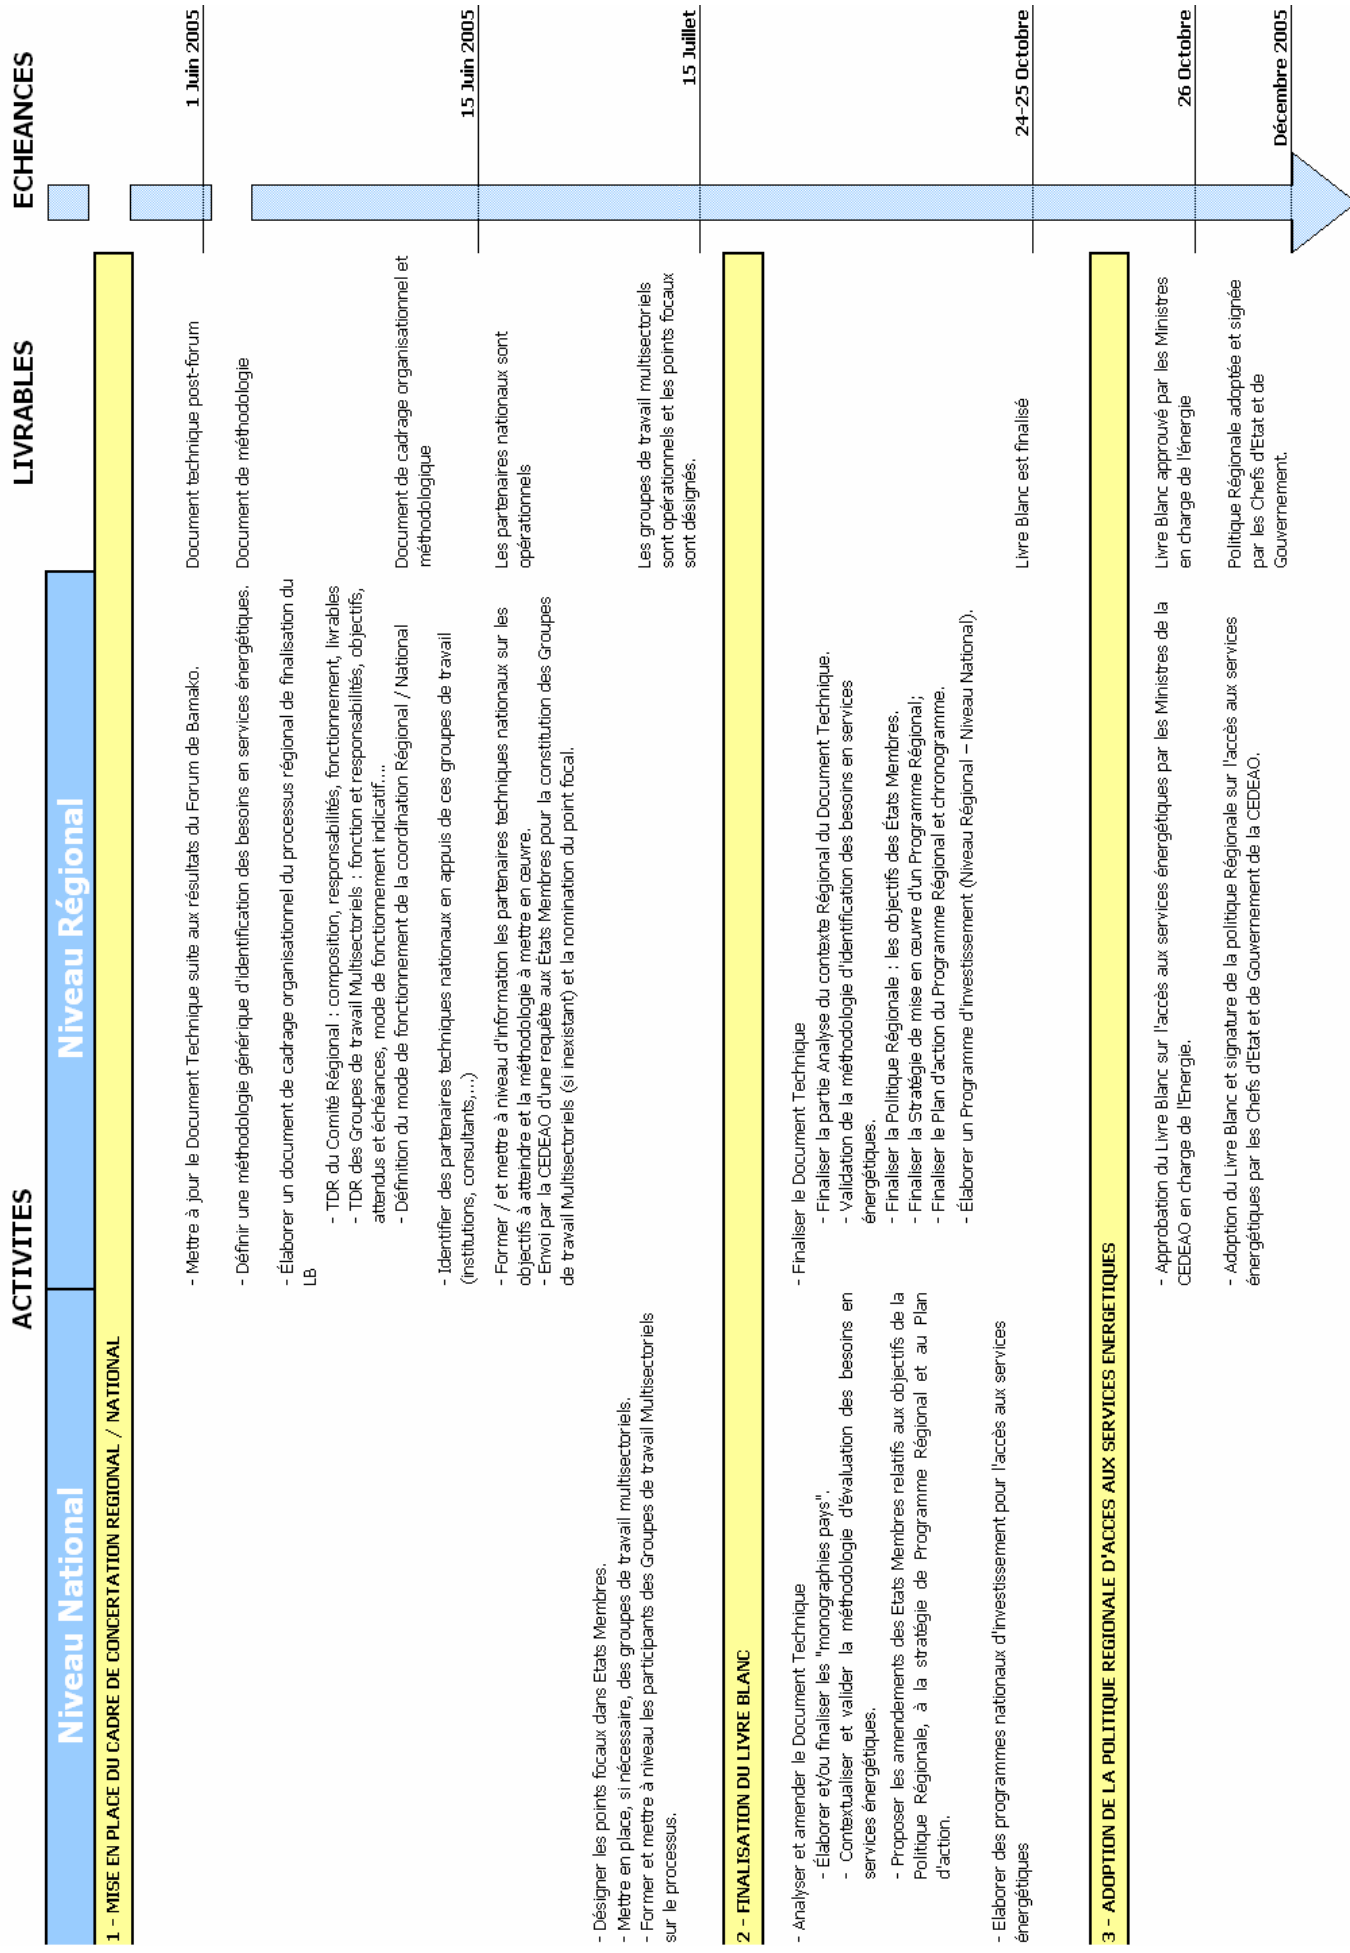 ACTIVITES
LIVRABLES
ECHEANCES
Niveau National
Niveau Régional
1 - MISE EN PLACE DU CADRE DE CONCERTATION REGIONAL / NATIONAL
- Mettre à jour le Document Technique suite aux résultats du Forum de Bamako.
Document technique post-forum
1 Juin 2005
- Définir une méthodologie générique d'identification des besoins en services énergétiques.
Document de méthodologie
- Élaborer un document de cadrage organisationnel du processus régional de finalisation du
LB
- TDR du Comité Régional : composition, responsabilités, fonctionnement, livrables
- TDR des Groupes de travail Multisectoriels : fonction et responsabilités, objectifs,
attendus et échéances, mode de fonctionnement indicatif....
- Définition du mode de fonctionnement de la coordination Régional / National
Document de cadrage organisationnel et
méthodologique
- Identifier des partenaires techniques nationaux en appuis de ces groupes de travail
(institutions, consultants,...)
15 Juin 2005
- Former / et mettre à niveau d'information les partenaires techniques nationaux sur les
objectifs à atteindre et la méthodologie à mettre en œuvre.
- Envoi par la CEDEAO d'une requête aux Etats Membres pour la constitution des Groupes
de travail Multisectoriels (si inexistant) et la nomination du point focal.
Les partenaires nationaux sont
opérationnels
- Désigner les points focaux dans Etats Membres.
- Mettre en place, si nécessaire, des groupes de travail multisectoriels.
- Former et mettre à niveau les participants des Groupes de travail Multisectoriels
sur le processus.
Les groupes de travail multisectoriels
sont opérationnels et les points focaux
sont désignés.
15 Juillet
2 - FINALISATION DU LIVRE BLANC
- Analyser et amender le Document Technique
- Élaborer et/ou finaliser les "monographies pays".
- Contextualiser et valider la méthodologie d'évaluation des besoins en
services énergétiques.
- Proposer les amendements des Etats Membres relatifs aux objectifs de la
Politique Régionale, à la stratégie de Programme Régional et au Plan
d'action.
- Elaborer des programmes nationaux d'investissement pour l'accès aux services
énergétiques
- Finaliser le Document Technique
- Finaliser la partie Analyse du contexte Régional du Document Technique.
- Validation de la méthodologie d'identification des besoins en services
énergétiques.
- Finaliser la Politique Régionale : les objectifs des États Membres.
- Finaliser la Stratégie de mise en œuvre d'un Programme Régional;
- Finaliser le Plan d'action du Programme Régional et chronogramme.
- Élaborer un Programme d'investissement (Niveau Régional – Niveau National).
Livre Blanc est finalisé
24-25 Octobre
3 - ADOPTION DE LA POLITIQUE REGIONALE D'ACCES AUX SERVICES ENERGETIQUES
- Approbation du Livre Blanc sur l'accès aux services énergétiques par les Ministres de la
CEDEAO en charge de l'Energie.
Livre Blanc approuvé par les Ministres
en charge de l'énergie
26 Octobre
- Adoption du Livre Blanc et signature de la politique Régionale sur l'accès aux services
énergétiques par les Chefs d'Etat et de Gouvernement de la CEDEAO.
Politique Régionale adoptée et signée
par les Chefs d'Etat et de
Gouvernement.
Décembre 2005